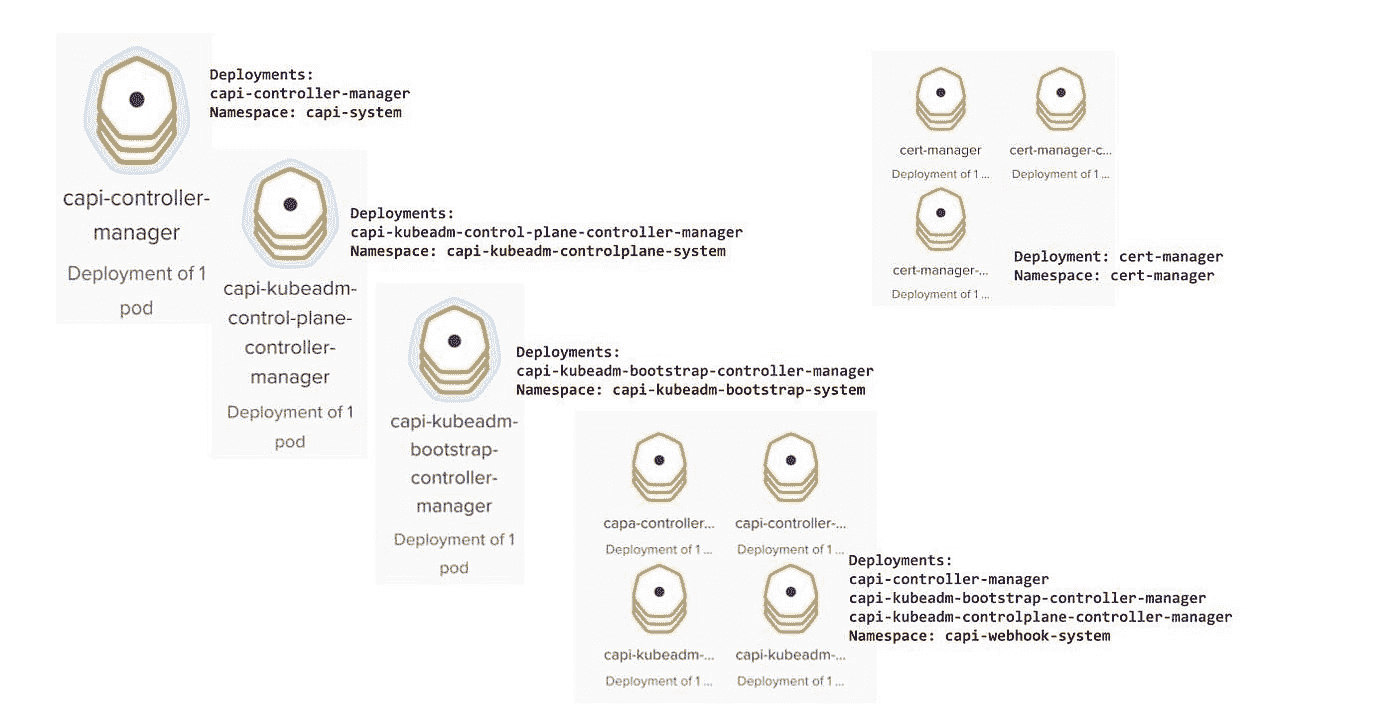 Deployments:
capi-controller-manager
Namespace: capi-system
capi-controller-
manager
Deployment of 1
pod
Deployments:
capi-kubeadm-control-plane-controller-manager
Namespace: capi-kubeadm-controlplane-system
capi-kubeadm-
control-plane-
controller-
manager
Deployment of 1
pod
Deployments:
capi-kubeadm-bootstrap-controller-manager
Namespace: capi-kubeadm-bootstrap-system
capi-kubeadm-
bootstrap-
controller-
manager
Deployment of 1
pod
cert-manager
cert-manager-c...
Deployment of 1 ...
Deployment of 1 ...
cert-manager-...
Deployment of 1 ...
Deployment: cert-manager
Namespace: cert-manager
capa-controller...
capi-controller-...
Deployment of 1 ...
Deployment of 1 ...
capi-kubeadm-...
capi-kubeadm-...
Deployment of 1 ...
Deployment of 1 ...
Deployments:
capi-controller-manager
capi-kubeadm-bootstrap-controller-manager
capi-kubeadm-controlplane-controller-manager
Namespace: capi-webhook-system